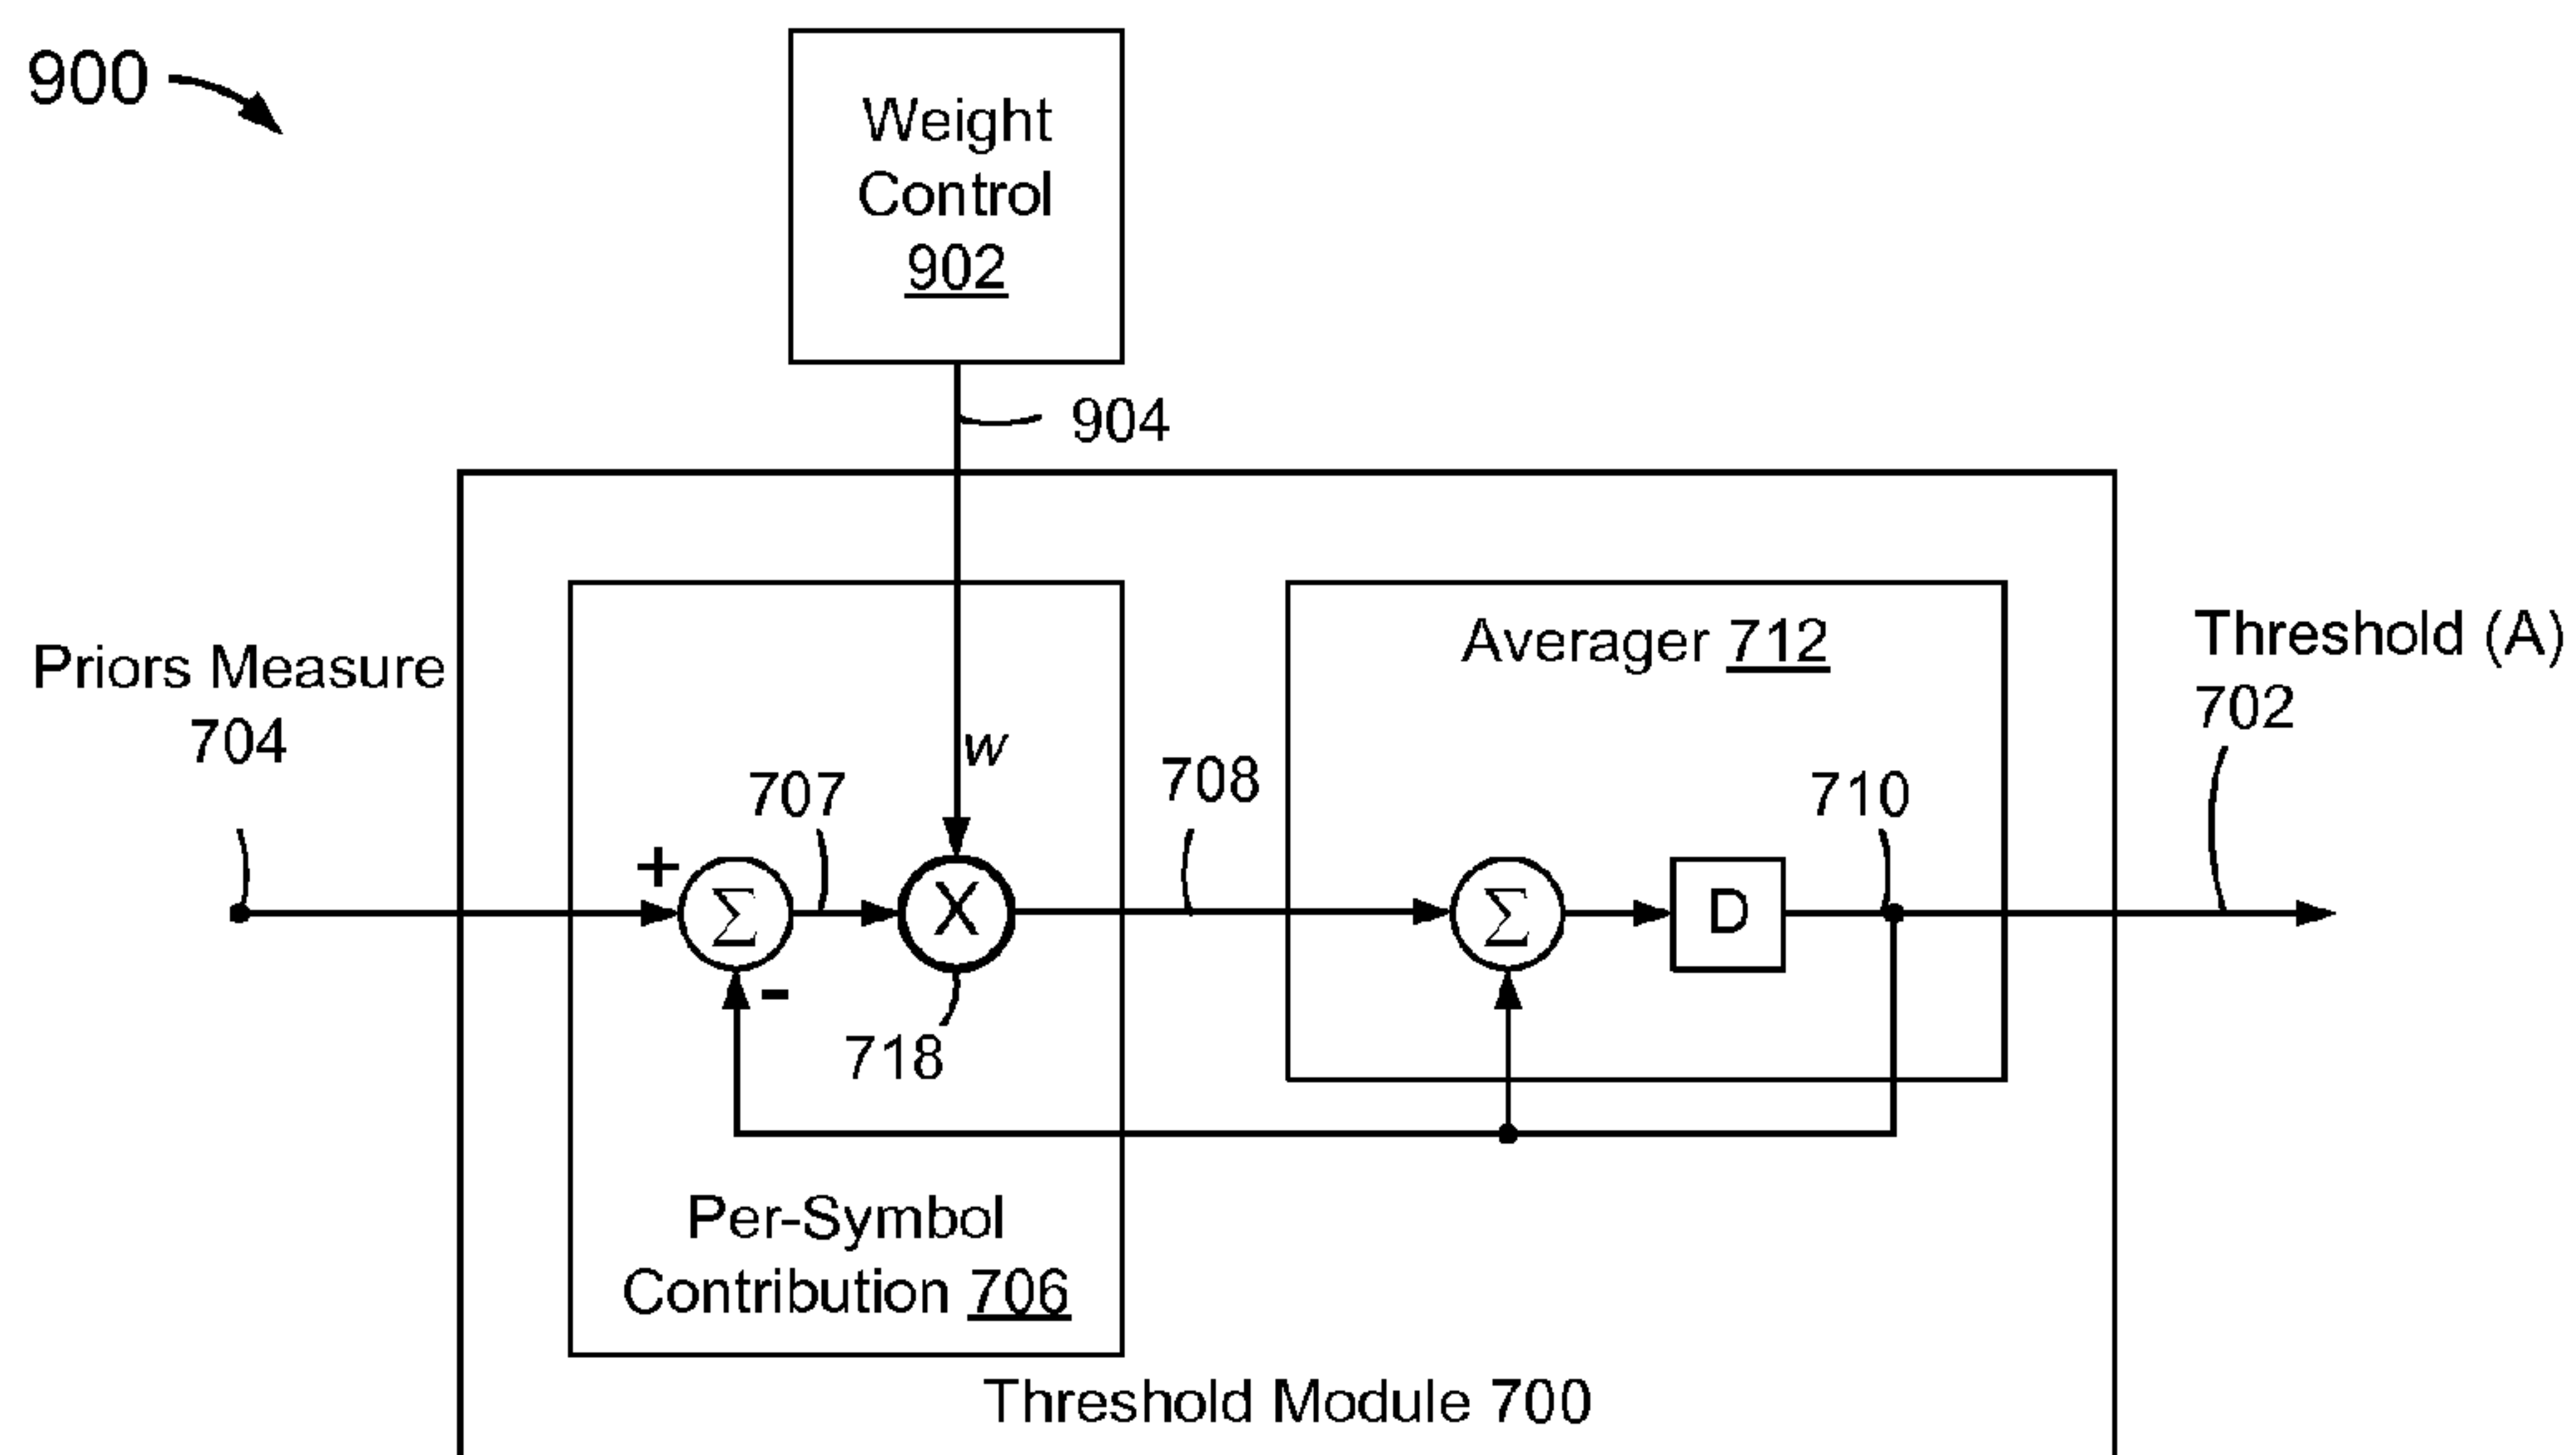 900
Weight
Control
902
904
Priors Measure
704
Averager 712
Threshold (A)
702
w
707
708
710
+
Σ
X
Σ
D
-
718
Per-Symbol
Contribution 706
Threshold Module 700